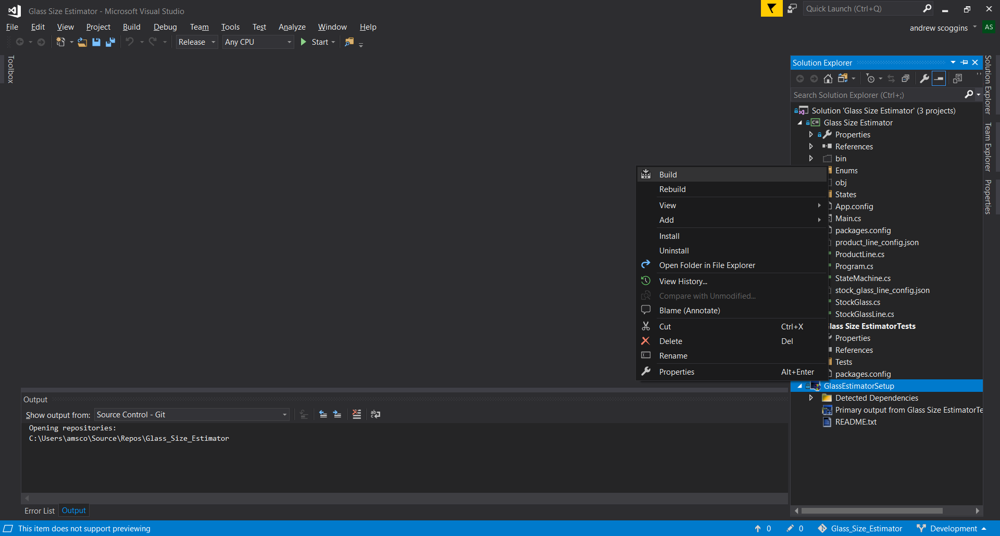 Glass Size Estimator - Microsoft Visual Studio
Quick Launch (Ctrl+Q)
File Edit View Project Build Debug Team Tools Test Analyze Window Help
andrew scoggins AS
Release Any CPU Start
Toolbox
Solution Explorer
Search Solution Explorer (Ctrl+;)
Solution 'Glass Size Estimator' (3 projects)
C# Glass Size Estimator
Properties
References
bin
Enums
obj
States
App.config
Main.cs
packages.config
product_line_config.json
ProductLine.cs
Program.cs
StateMachine.cs
stock_glass_line_config.json
StockGlass.cs
StockGlassLine.cs
lass Size EstimatorTests
Properties
References
Tests
packages.config
GlassEstimatorSetup
Detected Dependencies
Primary output from Glass Size EstimatorTe
README.txt
Solution Explorer
Team Explorer
Properties
Build
Rebuild
View
Add
Install
Uninstall
Open Folder in File Explorer
View History...
Compare with Unmodified...
Blame (Annotate)
Cut Ctrl+X
Delete Del
Rename
Properties Alt+Enter
Output
Show output from: Source Control - Git
Opening repositories:
C:\Users\amsco\Source\Repos\Glass_Size_Estimator
Error List Output
This item does not support previewing
0 0 Glass_Size_Estimator Development